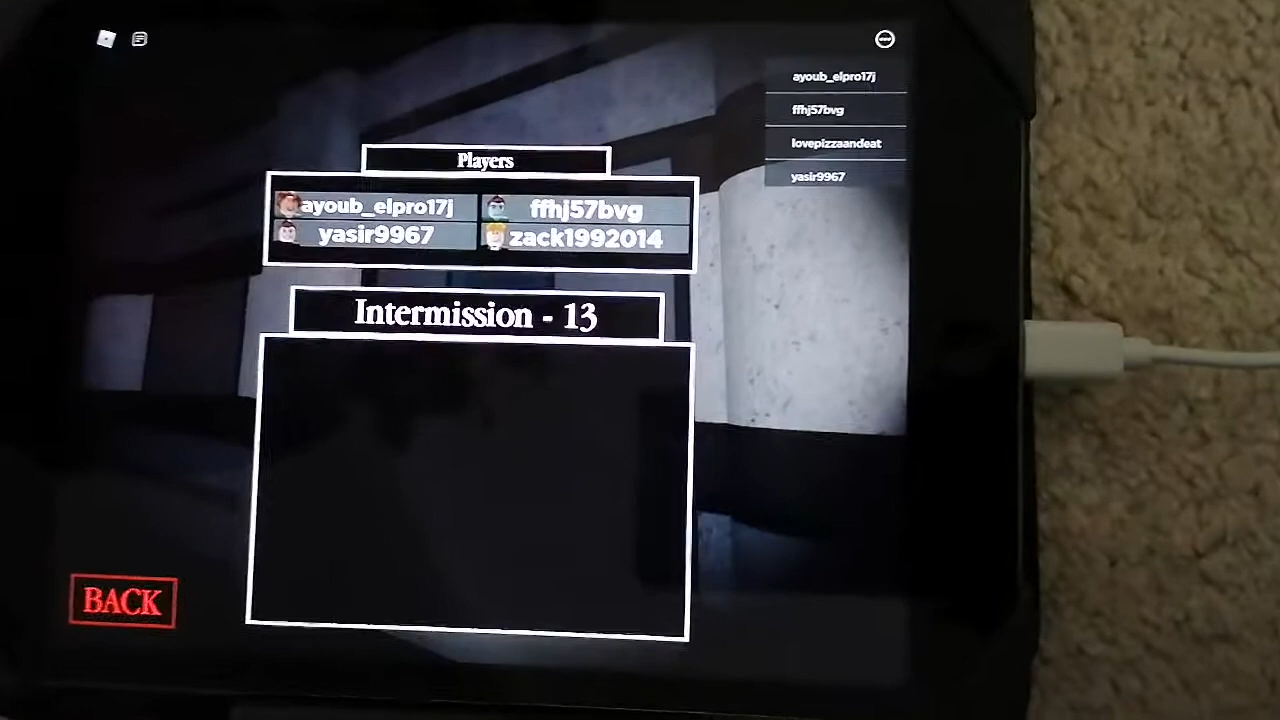 ayoub_elpro17j
ffhj57bvg
lovepizzaandeat
yasir9967
Players
ayoub_elpro17j ffhj57bvg
yasir9967 zack1992014
Intermission - 13
BACK